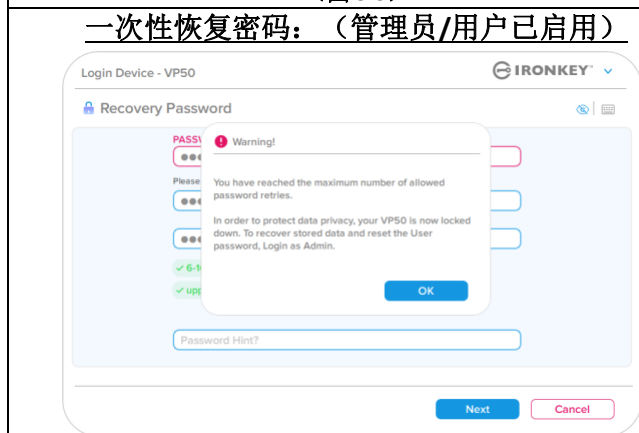 一次性恢复密码：（管理员/用户已启用）
Login Device - VP50
IRONKEY™
Recovery Password
PASSW
Warning!
Please
You have reached the maximum number of allowed
password retries.
In order to protect data privacy, your VP50 is now locked
down. To recover stored data and reset the User
password, Login as Admin.
✓ 6-1
✓ upp
OK
Password Hint?
Next
Cancel